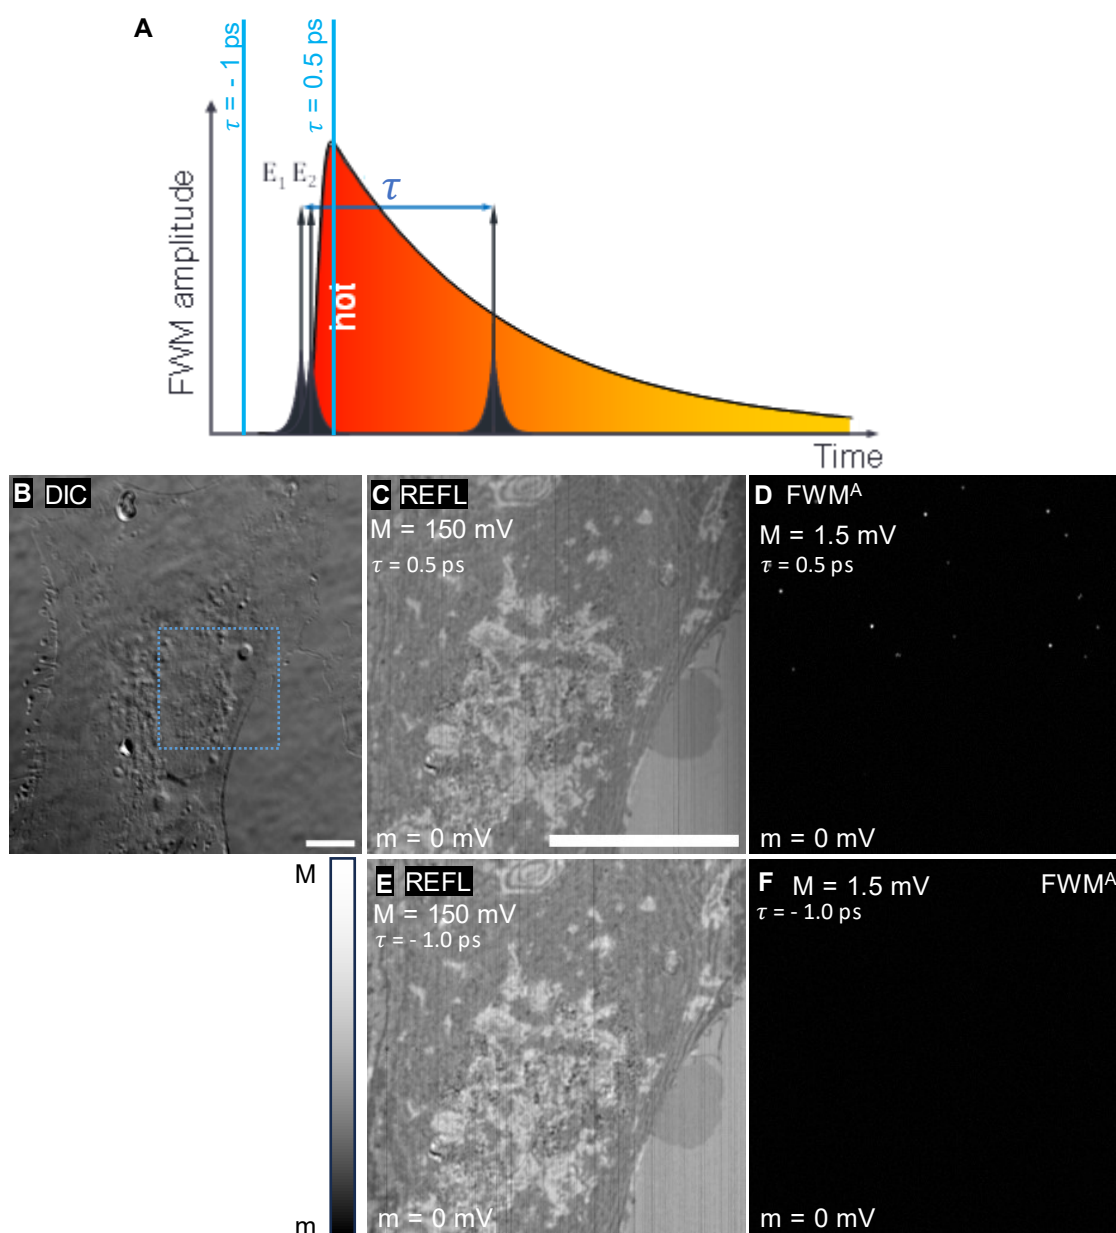 A
τ = - 1 ps
τ = 0.5 ps
E1 E2
τ
FWM amplitude
hot
Time
B DIC
C REFL
M = 150 mV
τ = 0.5 ps
m = 0 mV
D FWMᴬ
M = 1.5 mV
τ = 0.5 ps
m = 0 mV
M
m
E REFL
M = 150 mV
τ = - 1.0 ps
m = 0 mV
F M = 1.5 mV FWMᴬ
τ = - 1.0 ps
m = 0 mV